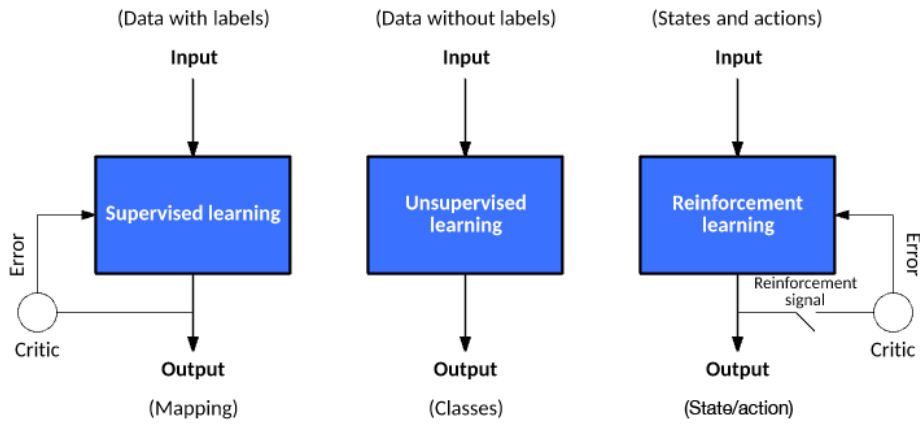 (Data with labels)
Input
Supervised learning
Error
Critic
Output
(Mapping)
(Data without labels)
Input
Unsupervised
learning
Output
(Classes)
(States and actions)
Input
Reinforcement
learning
Error
Reinforcement
signal
Critic
Output
(State/action)